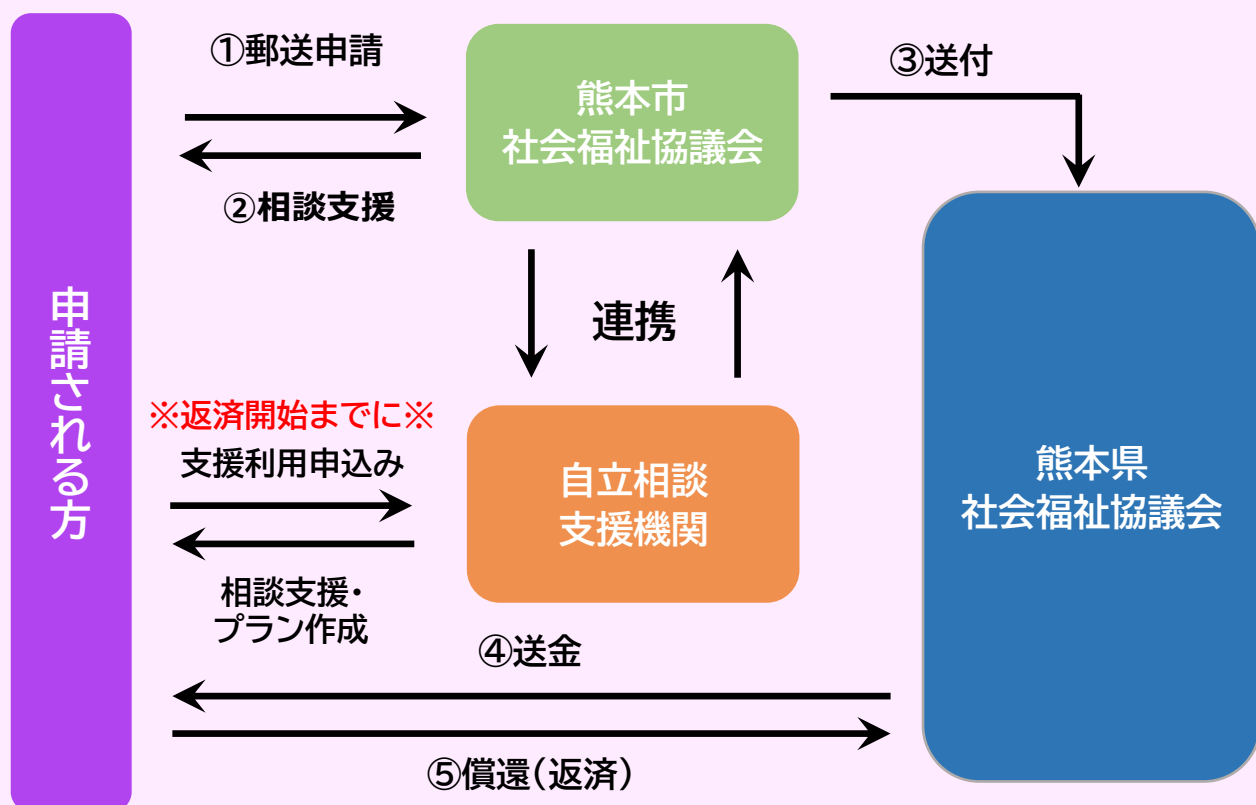 ①郵送申請
熊本市
社会福祉協議会
③送付
②相談支援
申請される方
連携
※返済開始までに※
支援利用申込み
自立相談
支援機関
熊本県
社会福祉協議会
相談支援・
プラン作成
④送金
⑤償還(返済)